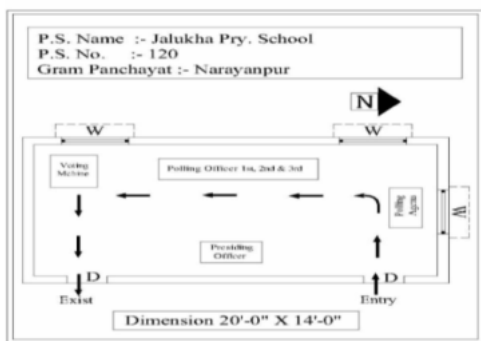 P.S. Name :- Jalukha Pry. School
P.S. No. :- 120
Gram Panchayat :- Narayanpur
N
W
W
Voting
Machine
Polling Officer 1st, 2nd & 3rd
Polling
Agents
W
Presiding
Officer
D
D
Exist
Entry
Dimension 20'-0" X 14'-0"